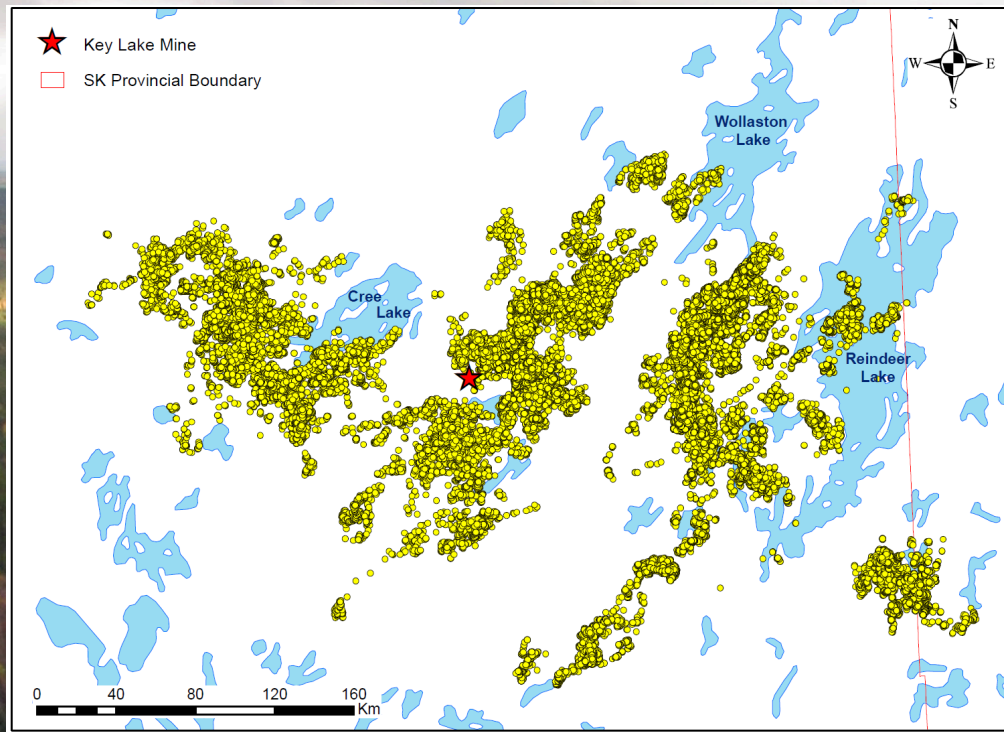 Key Lake Mine
SK Provincial Boundary
N
W E
S
Wollaston
Lake
Cree
Lake
Reindeer
Lake
0 40 80 120 160
Km